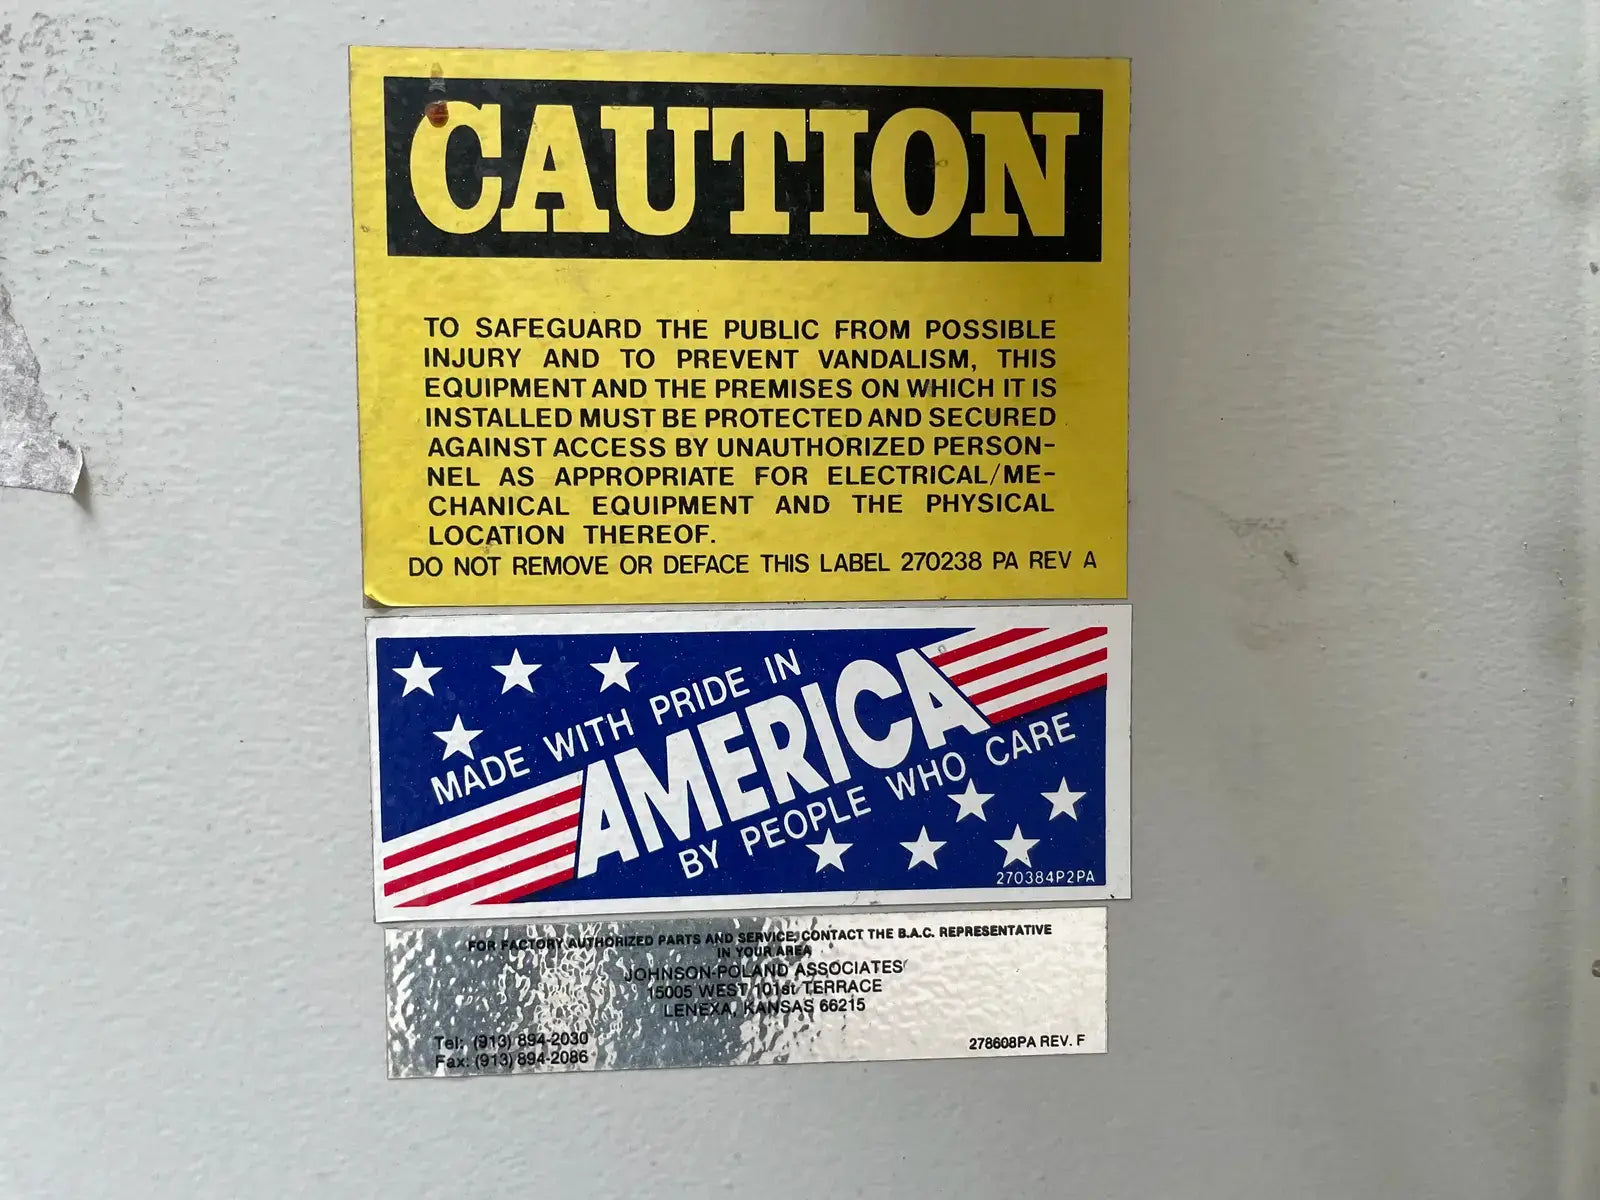 CAUTION
TO SAFEGUARD THE PUBLIC FROM POSSIBLE
INJURY AND TO PREVENT VANDALISM, THIS
EQUIPMENT AND THE PREMISES ON WHICH IT IS
INSTALLED MUST BE PROTECTED AND SECURED
AGAINST ACCESS BY UNAUTHORIZED PERSON-
NEL AS APPROPRIATE FOR ELECTRICAL/ME-
CHANICAL EQUIPMENT AND THE PHYSICAL
LOCATION THEREOF.
DO NOT REMOVE OR DEFACE THIS LABEL 270238 PA REV A
MADE WITH PRIDE IN
AMERICA
BY PEOPLE WHO CARE
270384P2PA
FOR FACTORY AUTHORIZED PARTS AND SERVICE, CONTACT THE B.A.C. REPRESENTATIVE
IN YOUR AREA
JOHNSON-POLAND ASSOCIATES
15005 WEST 101st TERRACE
LENEXA, KANSAS 66215
Tel: (913) 894-2030
Fax: (913) 894-2086
278608PA REV. F